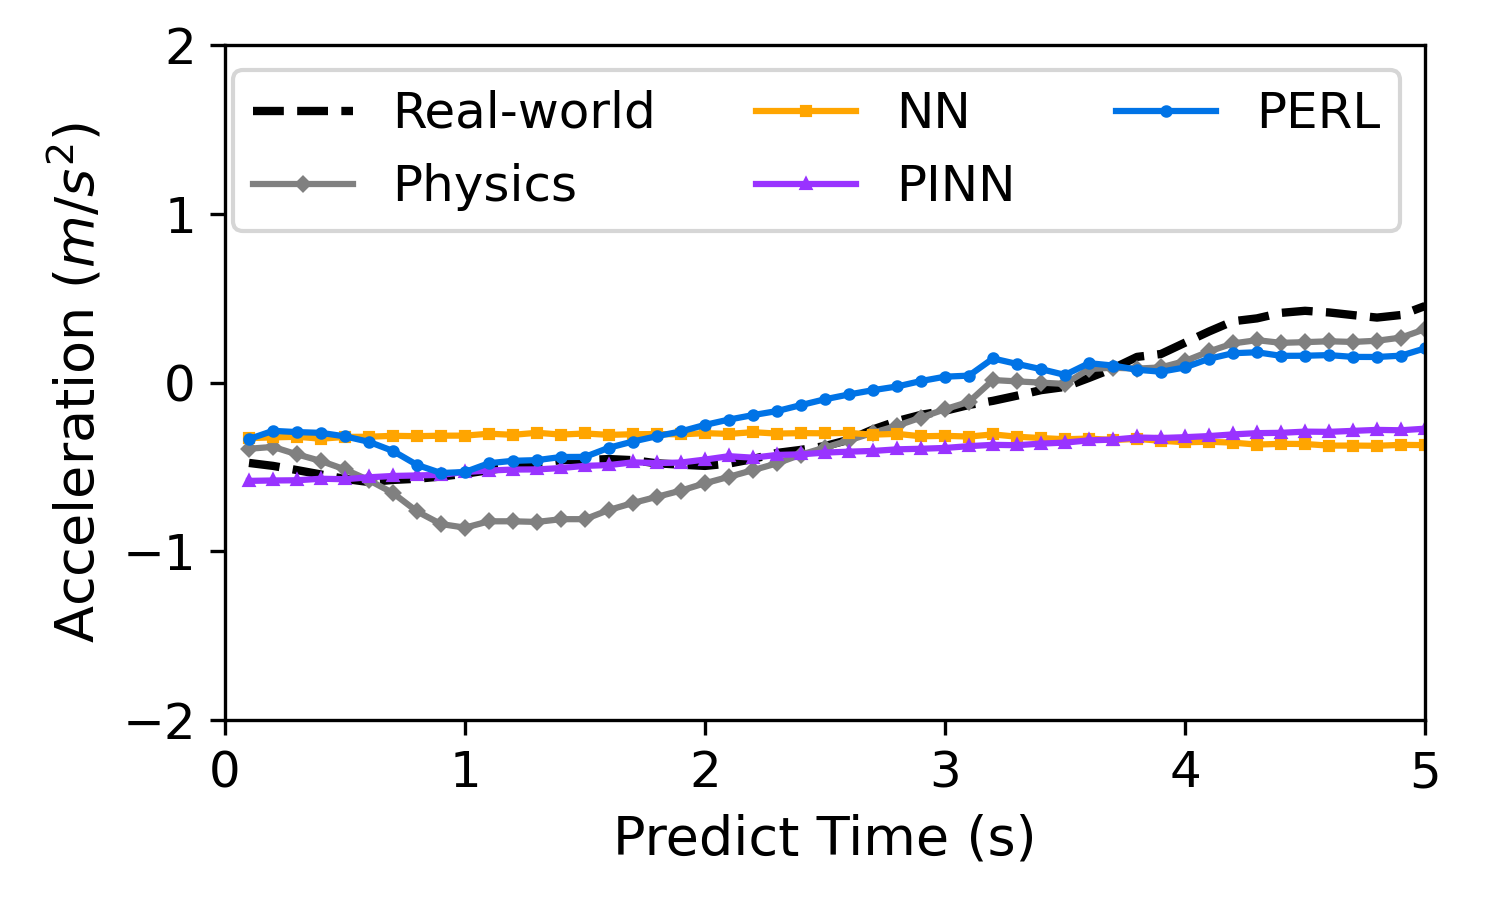 2
1
0
−1
−2
Acceleration (m/s²)
Real-world
Physics
NN
PINN
PERL
0 1 2 3 4 5
Predict Time (s)